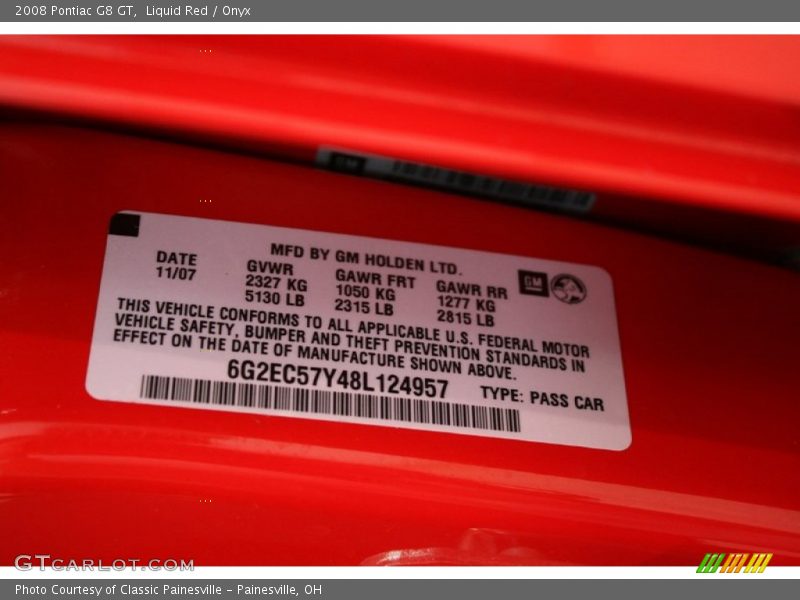 2008 Pontiac G8 GT, Liquid Red / Onyx
GM
MFD BY GM HOLDEN LTD.
DATE
11/07
GVWR
2327 KG
5130 LB
GAWR FRT
1050 KG
2315 LB
GAWR RR
1277 KG
2815 LB
GM
THIS VEHICLE CONFORMS TO ALL APPLICABLE U.S. FEDERAL MOTOR
VEHICLE SAFETY, BUMPER AND THEFT PREVENTION STANDARDS IN
EFFECT ON THE DATE OF MANUFACTURE SHOWN ABOVE.
6G2EC57Y48L124957
TYPE: PASS CAR
GTCARLOT.COM
Photo Courtesy of Classic Painesville - Painesville, OH